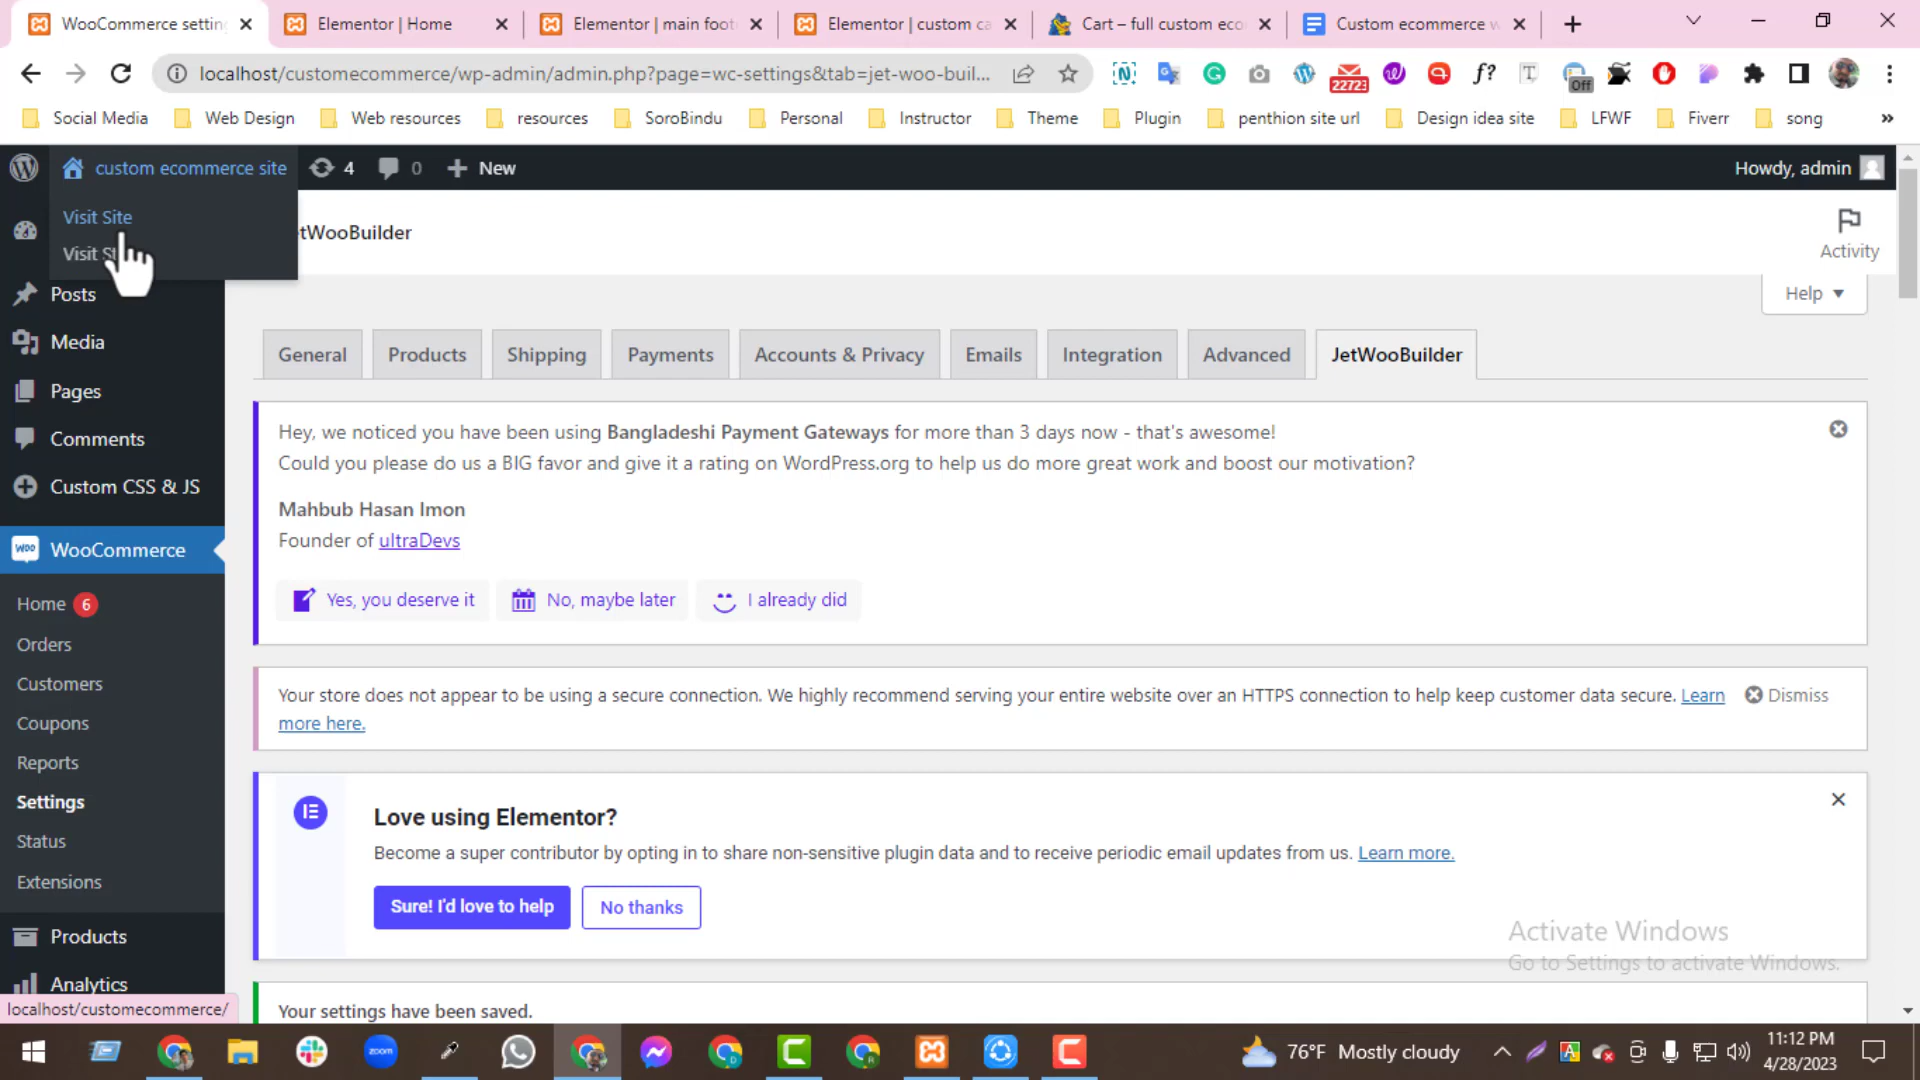 WooCommerce settin
Elementor | Home
Elementor | main foot
Elementor | custom ca
Cart – full custom eco
Custom ecommerce w
localhost/customecommerce/wp-admin/admin.php?page=wc-settings&tab=jet-woo-buil...
22723
f?
Off
Social Media
Web Design
Web resources
resources
SoroBindu
Personal
Instructor
Theme
Plugin
penthion site url
Design idea site
LFWF
Fiverr
song
»
custom ecommerce site
4
0
New
Howdy, admin
Visit Site
Visit St
etWooBuilder
Activity
Help
Posts
Media
Pages
Comments
Custom CSS & JS
WooCommerce
Home 6
Orders
Customers
Coupons
Reports
Settings
Status
Extensions
Products
Analytics
General
Products
Shipping
Payments
Accounts & Privacy
Emails
Integration
Advanced
JetWooBuilder
Hey, we noticed you have been using Bangladeshi Payment Gateways for more than 3 days now - that's awesome!
Could you please do us a BIG favor and give it a rating on WordPress.org to help us do more great work and boost our motivation?
Mahbub Hasan Imon
Founder of ultraDevs
Yes, you deserve it
No, maybe later
I already did
Your store does not appear to be using a secure connection. We highly recommend serving your entire website over an HTTPS connection to help keep customer data secure. Learn
more here.
Dismiss
Love using Elementor?
Become a super contributor by opting in to share non-sensitive plugin data and to receive periodic email updates from us. Learn more.
Sure! I'd love to help
No thanks
Activate Windows
Go to Settings to activate Windows.
Your settings have been saved.
localhost/customecommerce/
zoom
76°F Mostly cloudy
11:12 PM
4/28/2023